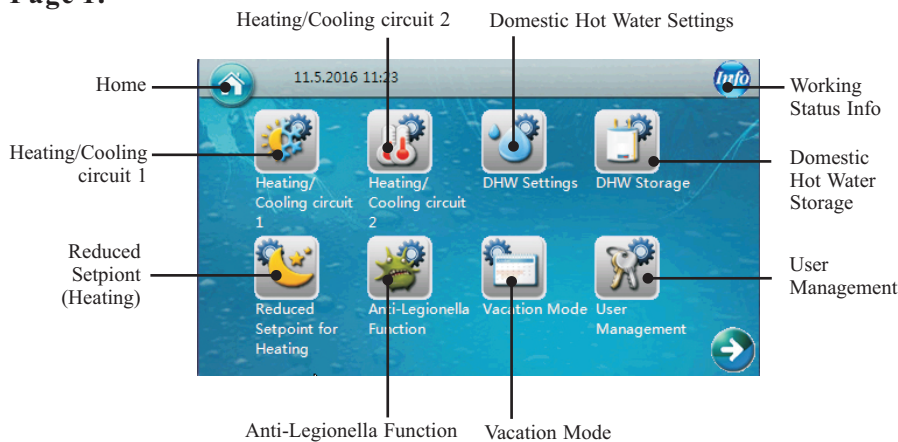 Page 1:
Heating/Cooling circuit 2
Domestic Hot Water Settings
Home
11.5.2016 11:23
Info
Working
Status Info
Heating/Cooling
circuit 1
Heating/
Cooling circuit
1
Heating/
Cooling circuit
2
DHW Settings
DHW Storage
Domestic
Hot Water
Storage
Reduced
Setpiont
(Heating)
Reduced
Setpoint for
Heating
Anti-Legionella
Function
Vacation Mode
User
Management
User
Management
Anti-Legionella Function
Vacation Mode